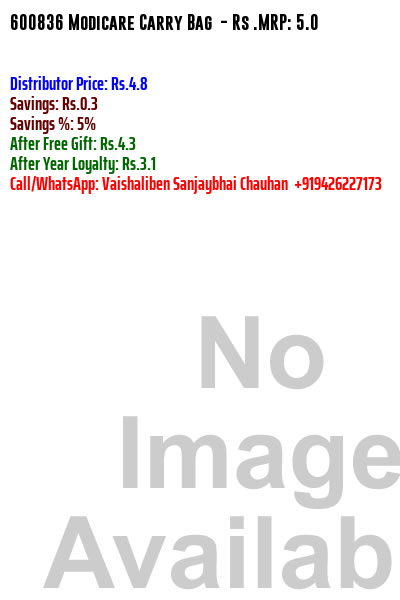 600836 Modicare Carry Bag - Rs .MRP: 5.0
Distributor Price: Rs.4.8
Savings: Rs.0.3
Savings %: 5%
After Free Gift: Rs.4.3
After Year Loyalty: Rs.3.1
Call/WhatsApp: Vaishaliben Sanjaybhai Chauhan +919426227173
No
Image
Availab